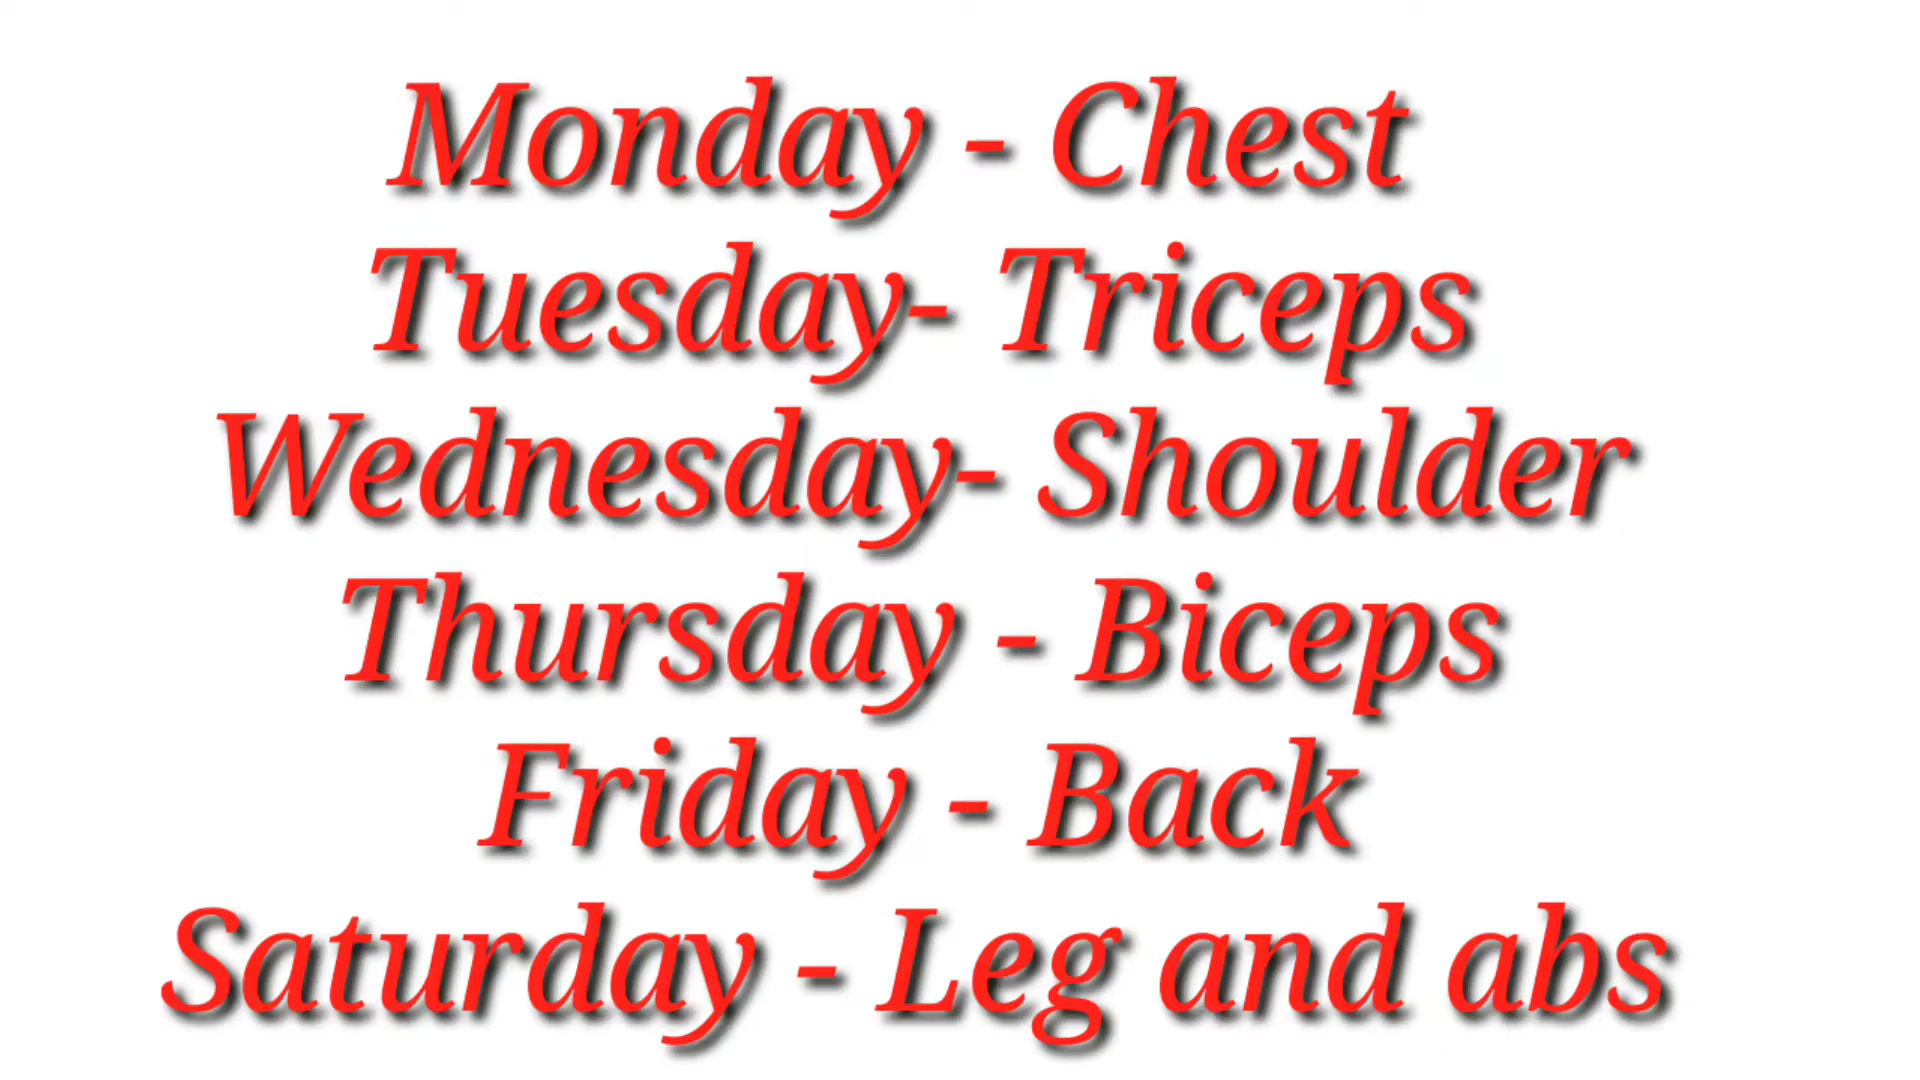 Monday - Chest
Tuesday- Triceps
Wednesday- Shoulder
Thursday - Biceps
Friday - Back
Saturday - Leg and abs